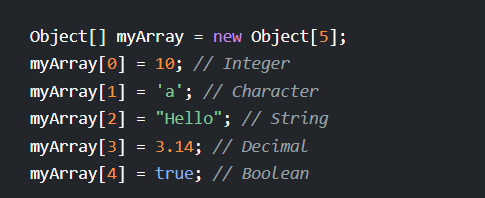 Object[] myArray = new Object[5];
myArray[0] = 10; // Integer
myArray[1] = 'a'; // Character
myArray[2] = "Hello"; // String
myArray[3] = 3.14; // Decimal
myArray[4] = true; // Boolean